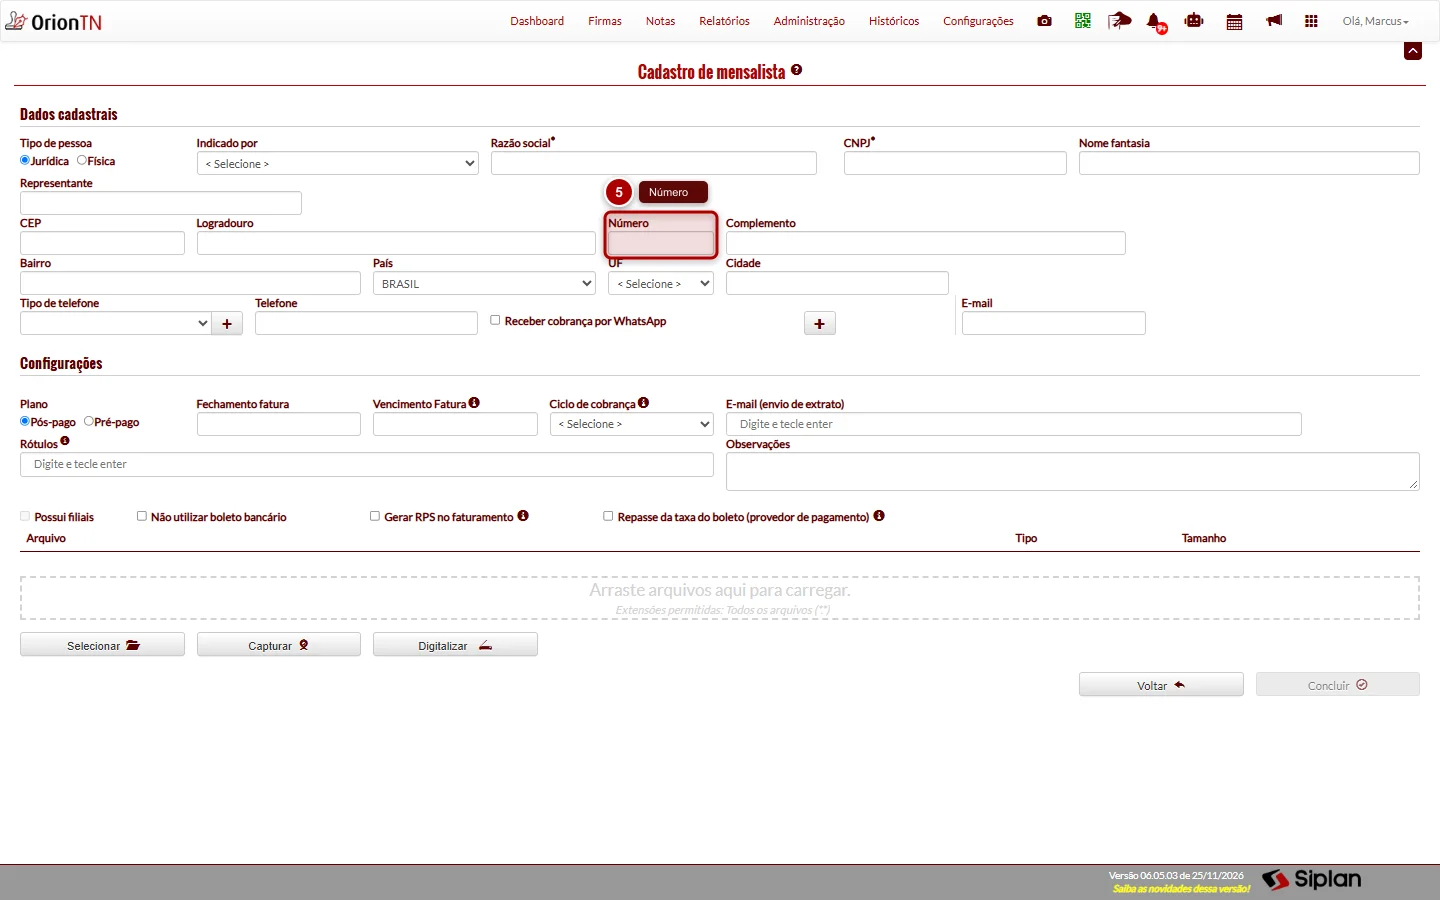 OrionTN
Dashboard Firmas Notas Relatórios Administração Históricos Configurações 9+ Olá, Marcus
Cadastro de mensalista
Dados cadastrais
Tipo de pessoa Indicado por Razão social* CNPJ* Nome fantasia
Jurídica Física < Selecione >
Representante
5 Número
CEP Logradouro Número Complemento
Bairro País UF Cidade
BRASIL < Selecione >
Tipo de telefone Telefone E-mail
+ Receber cobrança por WhatsApp +
Configurações
Plano Fechamento fatura Vencimento Fatura Ciclo de cobrança E-mail (envio de extrato)
Pós-pago Pré-pago < Selecione > Digite e tecle enter
Rótulos Observações
Digite e tecle enter
Possui filiais Não utilizar boleto bancário Gerar RPS no faturamento Repasse da taxa do boleto (provedor de pagamento)
Arquivo Tipo Tamanho
Arraste arquivos aqui para carregar.
Extensões permitidas: Todos os arquivos (*.*)
Selecionar Capturar Digitalizar
Voltar Concluir
Versão 06.05.03 de 25/11/2026
Saiba as novidades dessa versão!
Siplan